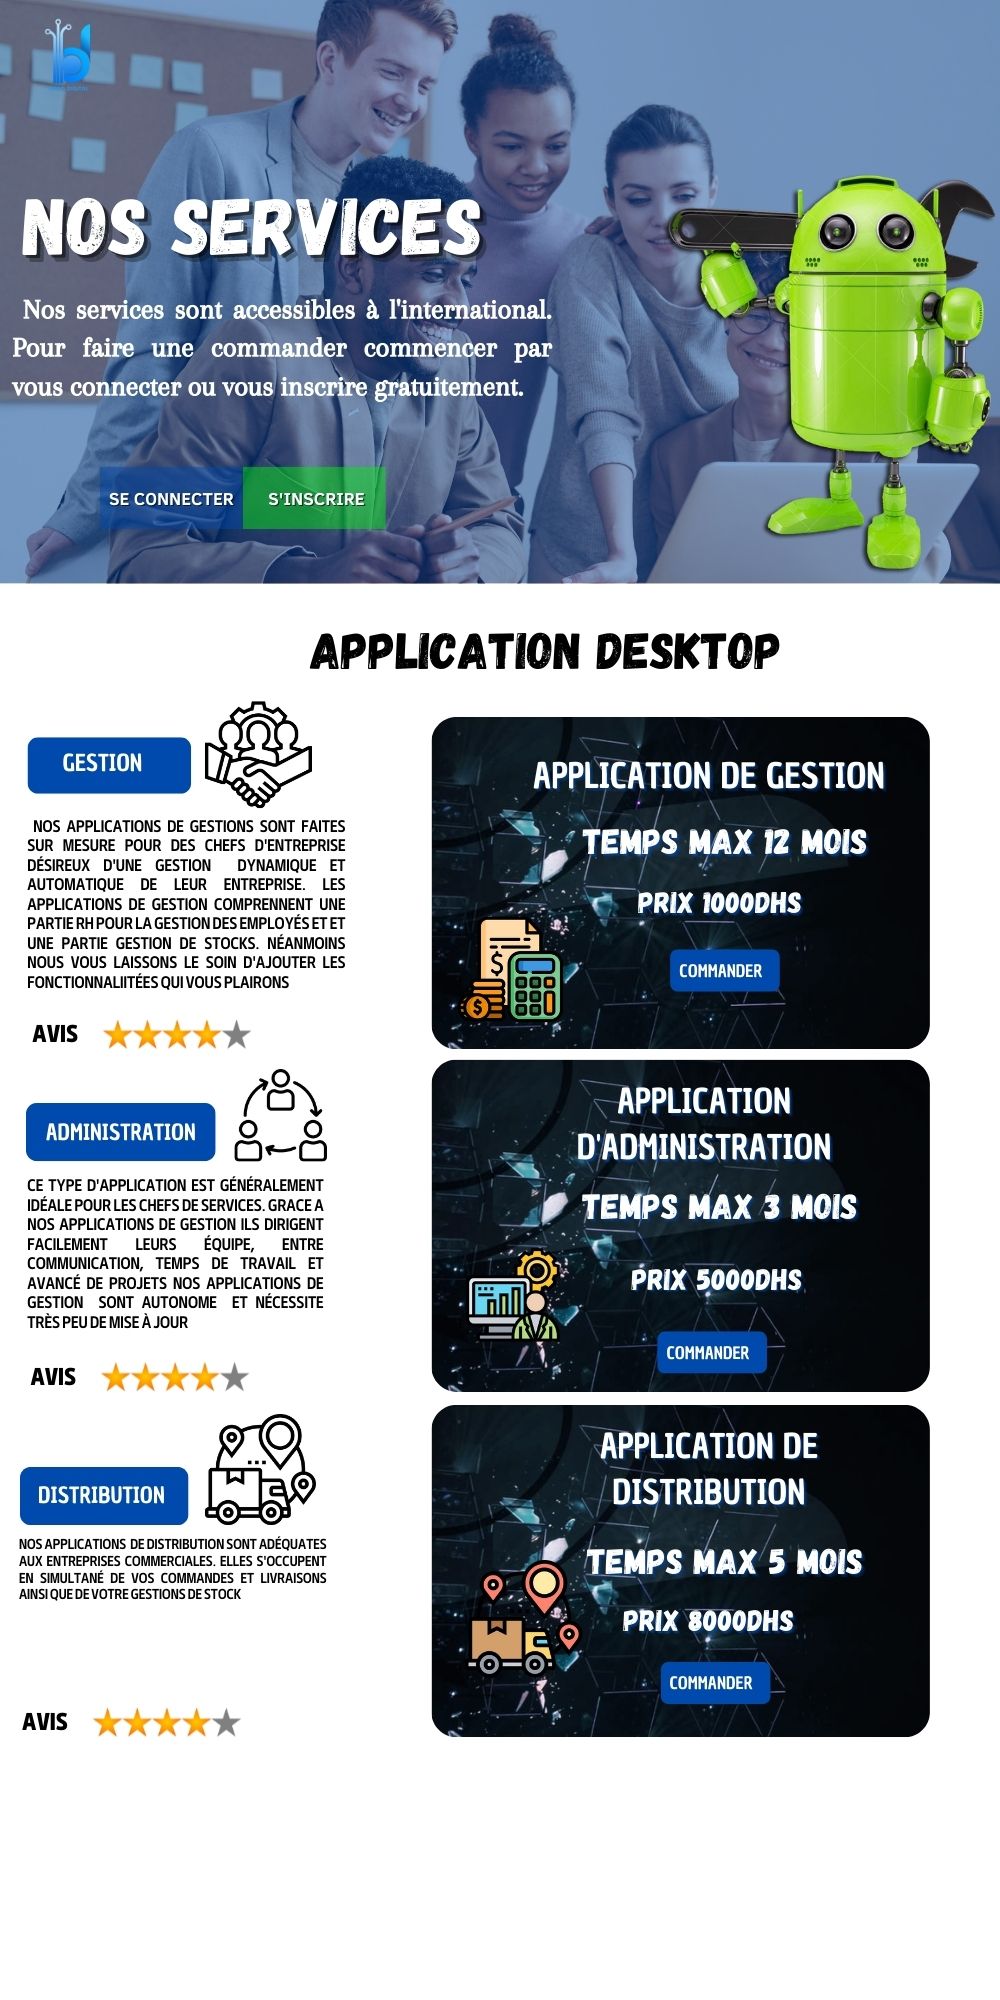 NOS SERVICES
Nos services sont accessibles à l'international.
Pour faire une commander commencer par
vous connecter ou vous inscrire gratuitement.
SE CONNECTER
S'INSCRIRE
APPLICATION DESKTOP
GESTION
NOS APPLICATIONS DE GESTIONS SONT FAITES
SUR MESURE POUR DES CHEFS D'ENTREPRISE
DÉSIREUX D'UNE GESTION DYNAMIQUE ET
AUTOMATIQUE DE LEUR ENTREPRISE. LES
APPLICATIONS DE GESTION COMPRENNENT UNE
PARTIE RH POUR LA GESTION DES EMPLOYÉS ET ET
UNE PARTIE GESTION DE STOCKS. NÉANMOINS
NOUS VOUS LAISSONS LE SOIN D'AJOUTER LES
FONCTIONNALIITÉES QUI VOUS PLAIRONS
AVIS
APPLICATION DE GESTION
TEMPS MAX 12 MOIS
PRIX 1000DHS
COMMANDER
ADMINISTRATION
CE TYPE D'APPLICATION EST GÉNÉRALEMENT
IDÉALE POUR LES CHEFS DE SERVICES. GRACE A
NOS APPLICATIONS DE GESTION ILS DIRIGENT
FACILEMENT LEURS ÉQUIPE, ENTRE
COMMUNICATION, TEMPS DE TRAVAIL ET
AVANCÉ DE PROJETS NOS APPLICATIONS DE
GESTION SONT AUTONOME ET NÉCESSITE
TRÈS PEU DE MISE À JOUR
AVIS
APPLICATION
D'ADMINISTRATION
TEMPS MAX 3 MOIS
PRIX 5000DHS
COMMANDER
DISTRIBUTION
NOS APPLICATIONS DE DISTRIBUTION SONT ADÉQUATES
AUX ENTREPRISES COMMERCIALES. ELLES S'OCCUPENT
EN SIMULTANÉ DE VOS COMMANDES ET LIVRAISONS
AINSI QUE DE VOTRE GESTIONS DE STOCK
AVIS
APPLICATION DE
DISTRIBUTION
TEMPS MAX 5 MOIS
PRIX 8000DHS
COMMANDER